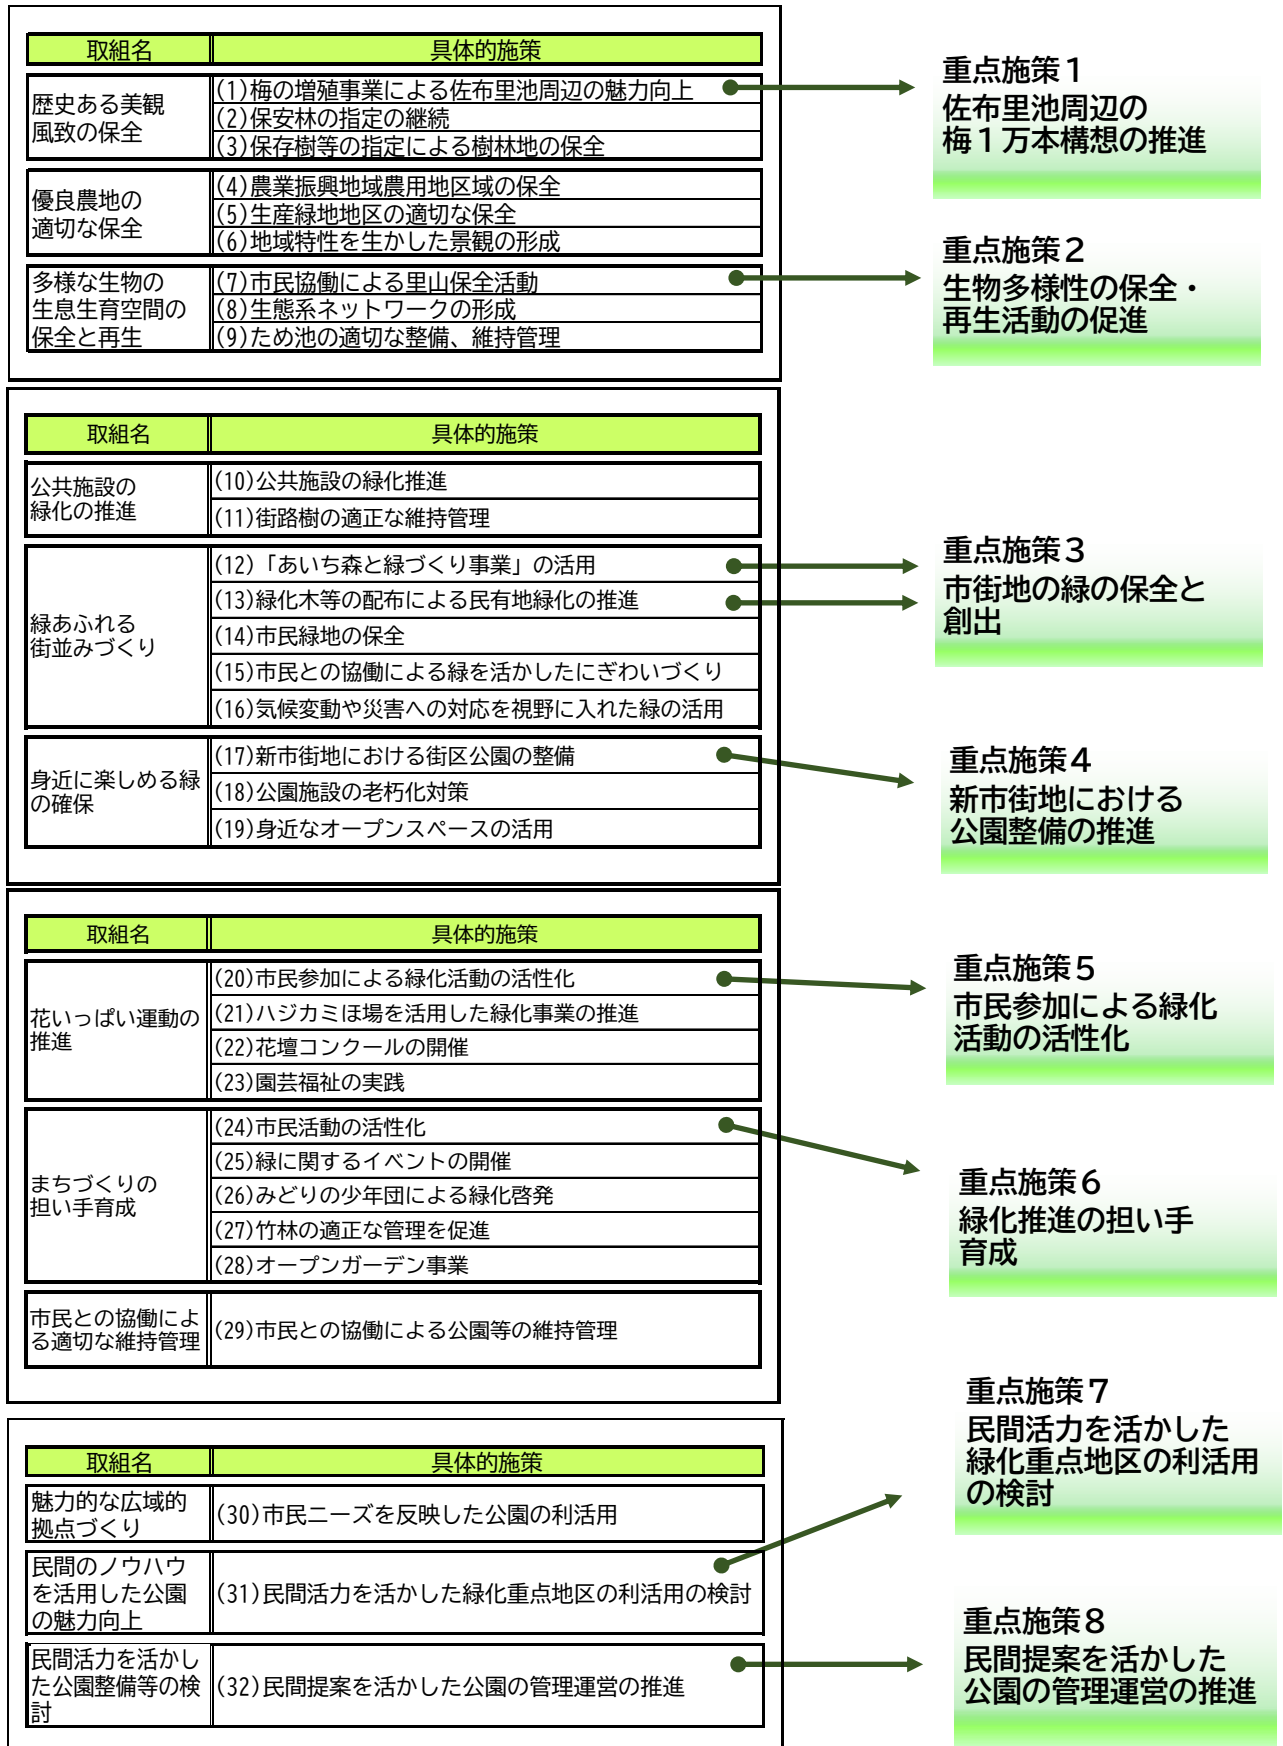 取組名 具体的施策
歴史ある美観
風致の保全
(1)梅の増殖事業による佐布里池周辺の魅力向上
(2)保安林の指定の継続
(3)保存樹等の指定による樹林地の保全
優良農地の
適切な保全
(4)農業振興地域農用地区域の保全
(5)生産緑地地区の適切な保全
(6)地域特性を生かした景観の形成
多様な生物の
生息生育空間の
保全と再生
(7)市民協働による里山保全活動
(8)生態系ネットワークの形成
(9)ため池の適切な整備、維持管理
重点施策１
佐布里池周辺の
梅１万本構想の推進
重点施策２
生物多様性の保全・
再生活動の促進
取組名 具体的施策
公共施設の
緑化の推進
(10)公共施設の緑化推進
(11)街路樹の適正な維持管理
緑あふれる
街並みづくり
(12)「あいち森と緑づくり事業」の活用
(13)緑化木等の配布による民有地緑化の推進
(14)市民緑地の保全
(15)市民との協働による緑を活かしたにぎわいづくり
(16)気候変動や災害への対応を視野に入れた緑の活用
身近に楽しめる緑
の確保
(17)新市街地における街区公園の整備
(18)公園施設の老朽化対策
(19)身近なオープンスペースの活用
重点施策３
市街地の緑の保全と
創出
重点施策４
新市街地における
公園整備の推進
取組名 具体的施策
花いっぱい運動の
推進
(20)市民参加による緑化活動の活性化
(21)ハジカミほ場を活用した緑化事業の推進
(22)花壇コンクールの開催
(23)園芸福祉の実践
まちづくりの
担い手育成
(24)市民活動の活性化
(25)緑に関するイベントの開催
(26)みどりの少年団による緑化啓発
(27)竹林の適正な管理を促進
(28)オープンガーデン事業
市民との協働によ
る適切な維持管理
(29)市民との協働による公園等の維持管理
重点施策５
市民参加による緑化
活動の活性化
重点施策６
緑化推進の担い手
育成
取組名 具体的施策
魅力的な広域的
拠点づくり
(30)市民ニーズを反映した公園の利活用
民間のノウハウ
を活用した公園
の魅力向上
(31)民間活力を活かした緑化重点地区の利活用の検討
民間活力を活かし
た公園整備等の検
討
(32)民間提案を活かした公園の管理運営の推進
重点施策７
民間活力を活かした
緑化重点地区の利活用
の検討
重点施策８
民間提案を活かした
公園の管理運営の推進